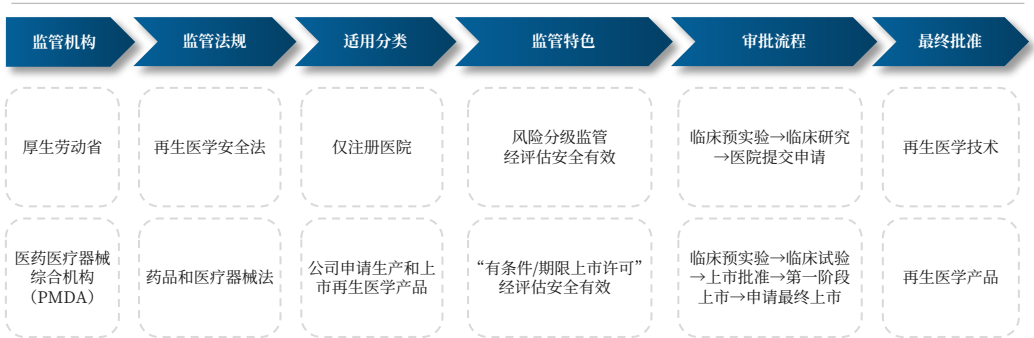 监管机构
监管法规
适用分类
监管特色
审批流程
最终批准
厚生劳动省
再生医学安全法
仅注册医院
风险分级监管
经评估安全有效
临床预实验→临床研究
→医院提交申请
再生医学技术
医药医疗器械
综合机构
（PMDA）
药品和医疗器械法
公司申请生产和上
市再生医学产品
“有条件/期限上市许可”
经评估安全有效
临床预实验→临床试验
→上市批准→第一阶段
上市→申请最终上市
再生医学产品